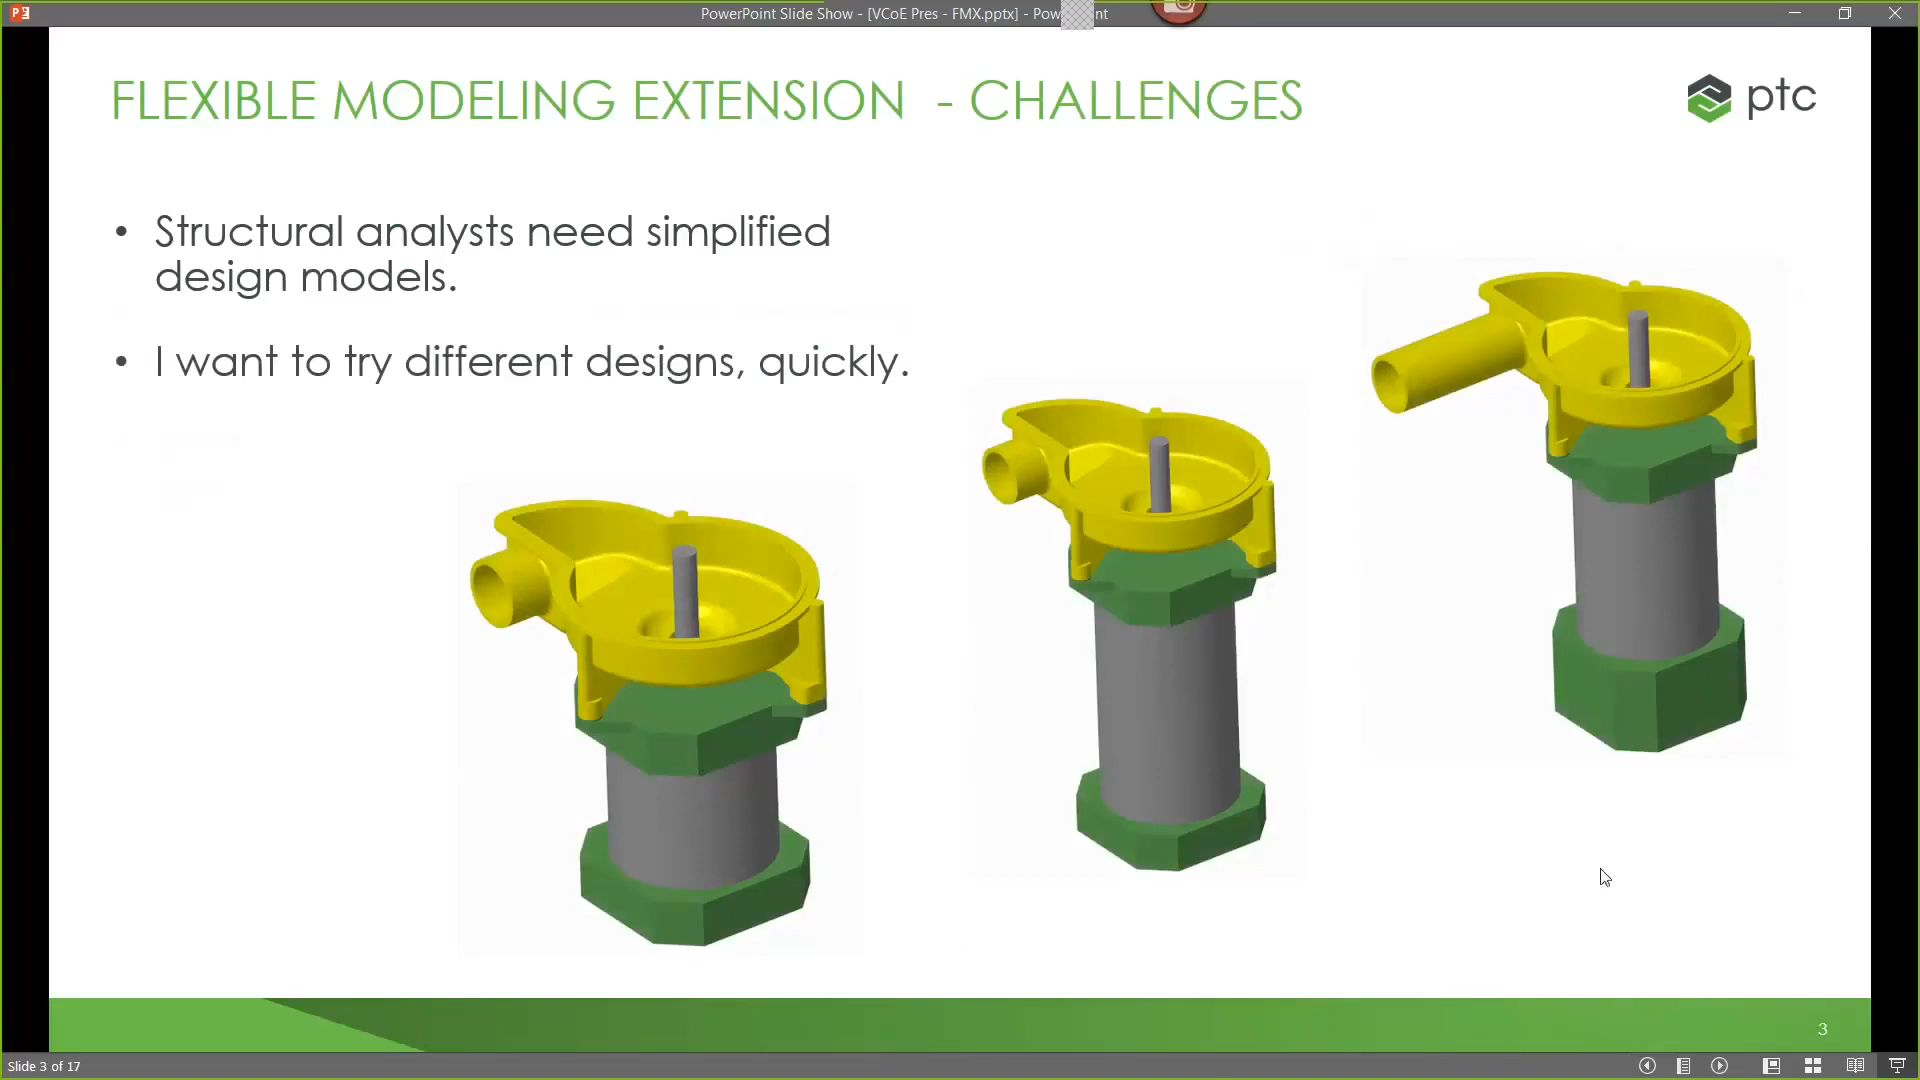 PowerPoint Slide Show - [VCoE Pres - FMX.pptx] - Pow nt
FLEXIBLE MODELING EXTENSION - CHALLENGES
ptc
• Structural analysts need simplified
design models.
• I want to try different designs, quickly.
3
Slide 3 of 17